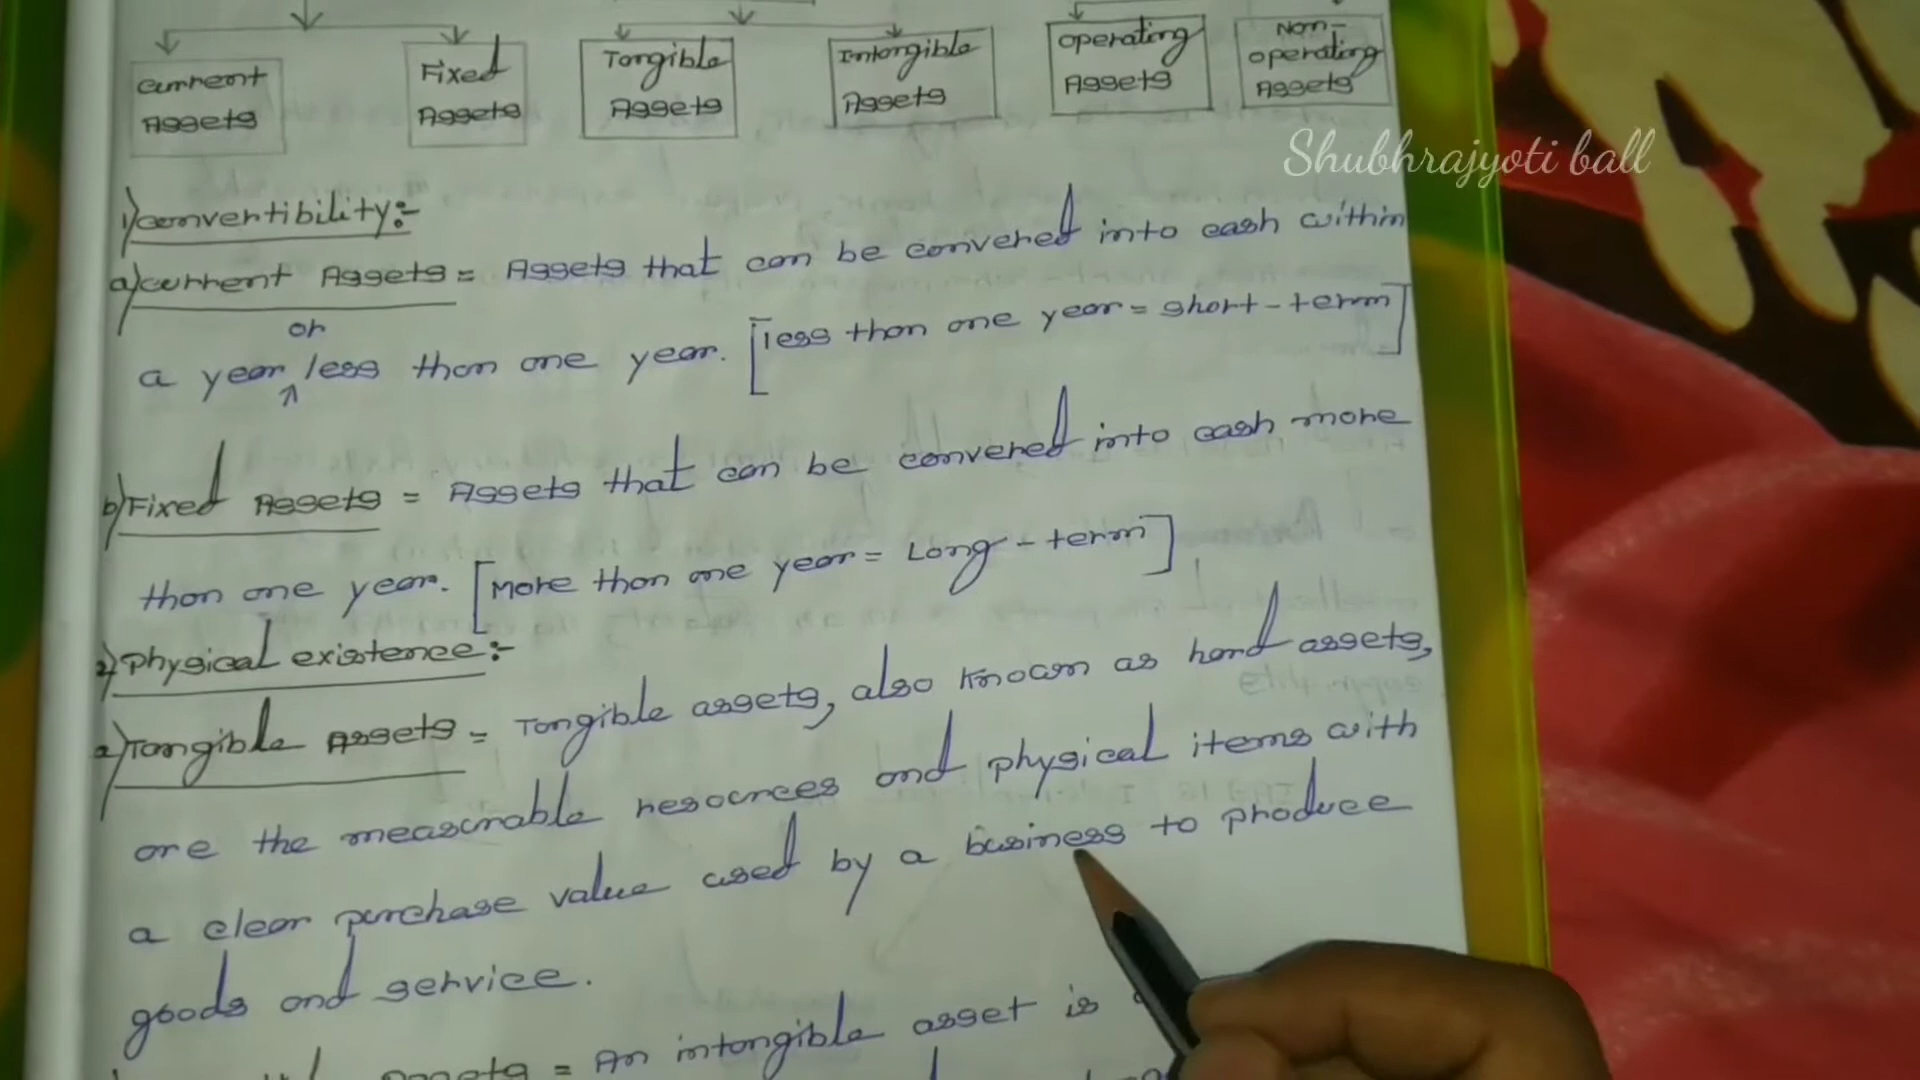 Current Assets
Fixed Assets
Tangible Assets
Intangible Assets
Operating Assets
Non-operating Assets
Shubhrajyoti ball
1) convertibility:-
a) current Assets = Assets that can be convered into cash within
or
a year less than one year. [less than one year = short-term]
b) Fixed Assets = Assets that can be convered into cash more
than one year. [More than one year = Long-term]
2) Physical existence:-
a) Tangible Assets = Tangible assets, also known as hard assets,
are the measurable resources and physical items with
a clear purchase value used by a business to produce
goods and service.
Assets = An intangible asset is